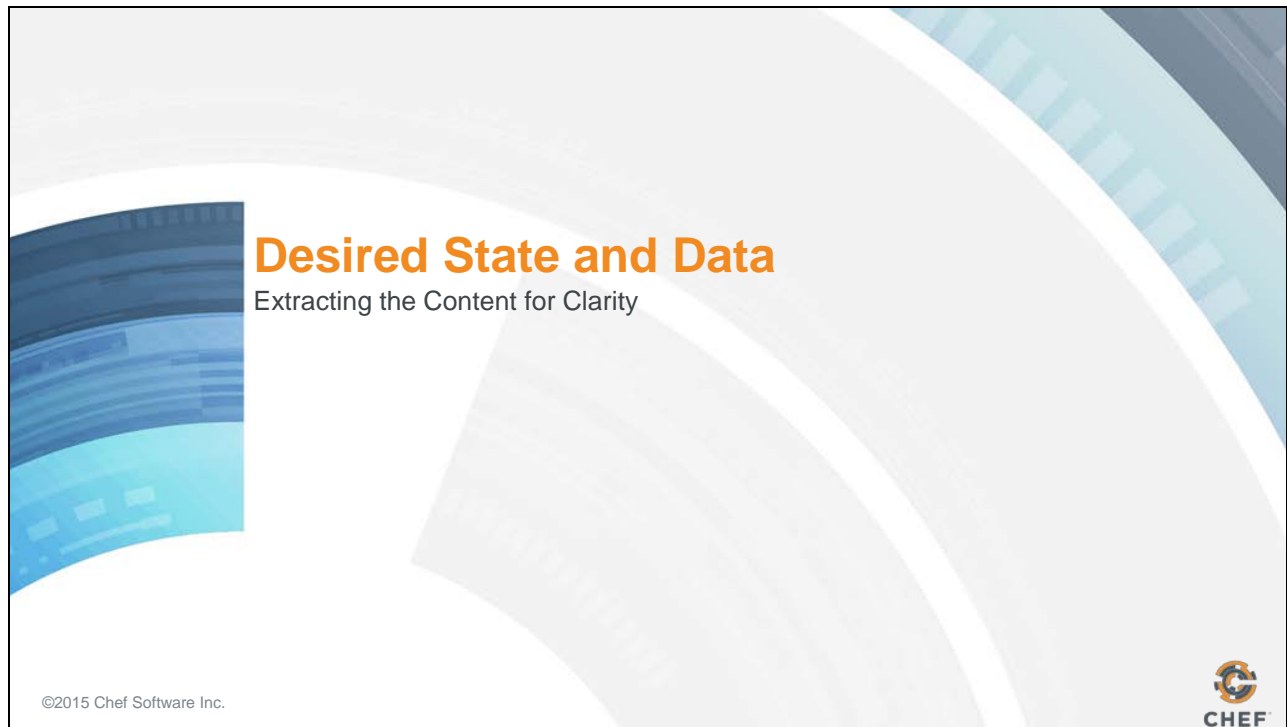 Desired State and Data
Extracting the Content for Clarity
©2015 Chef Software Inc.
CHEF